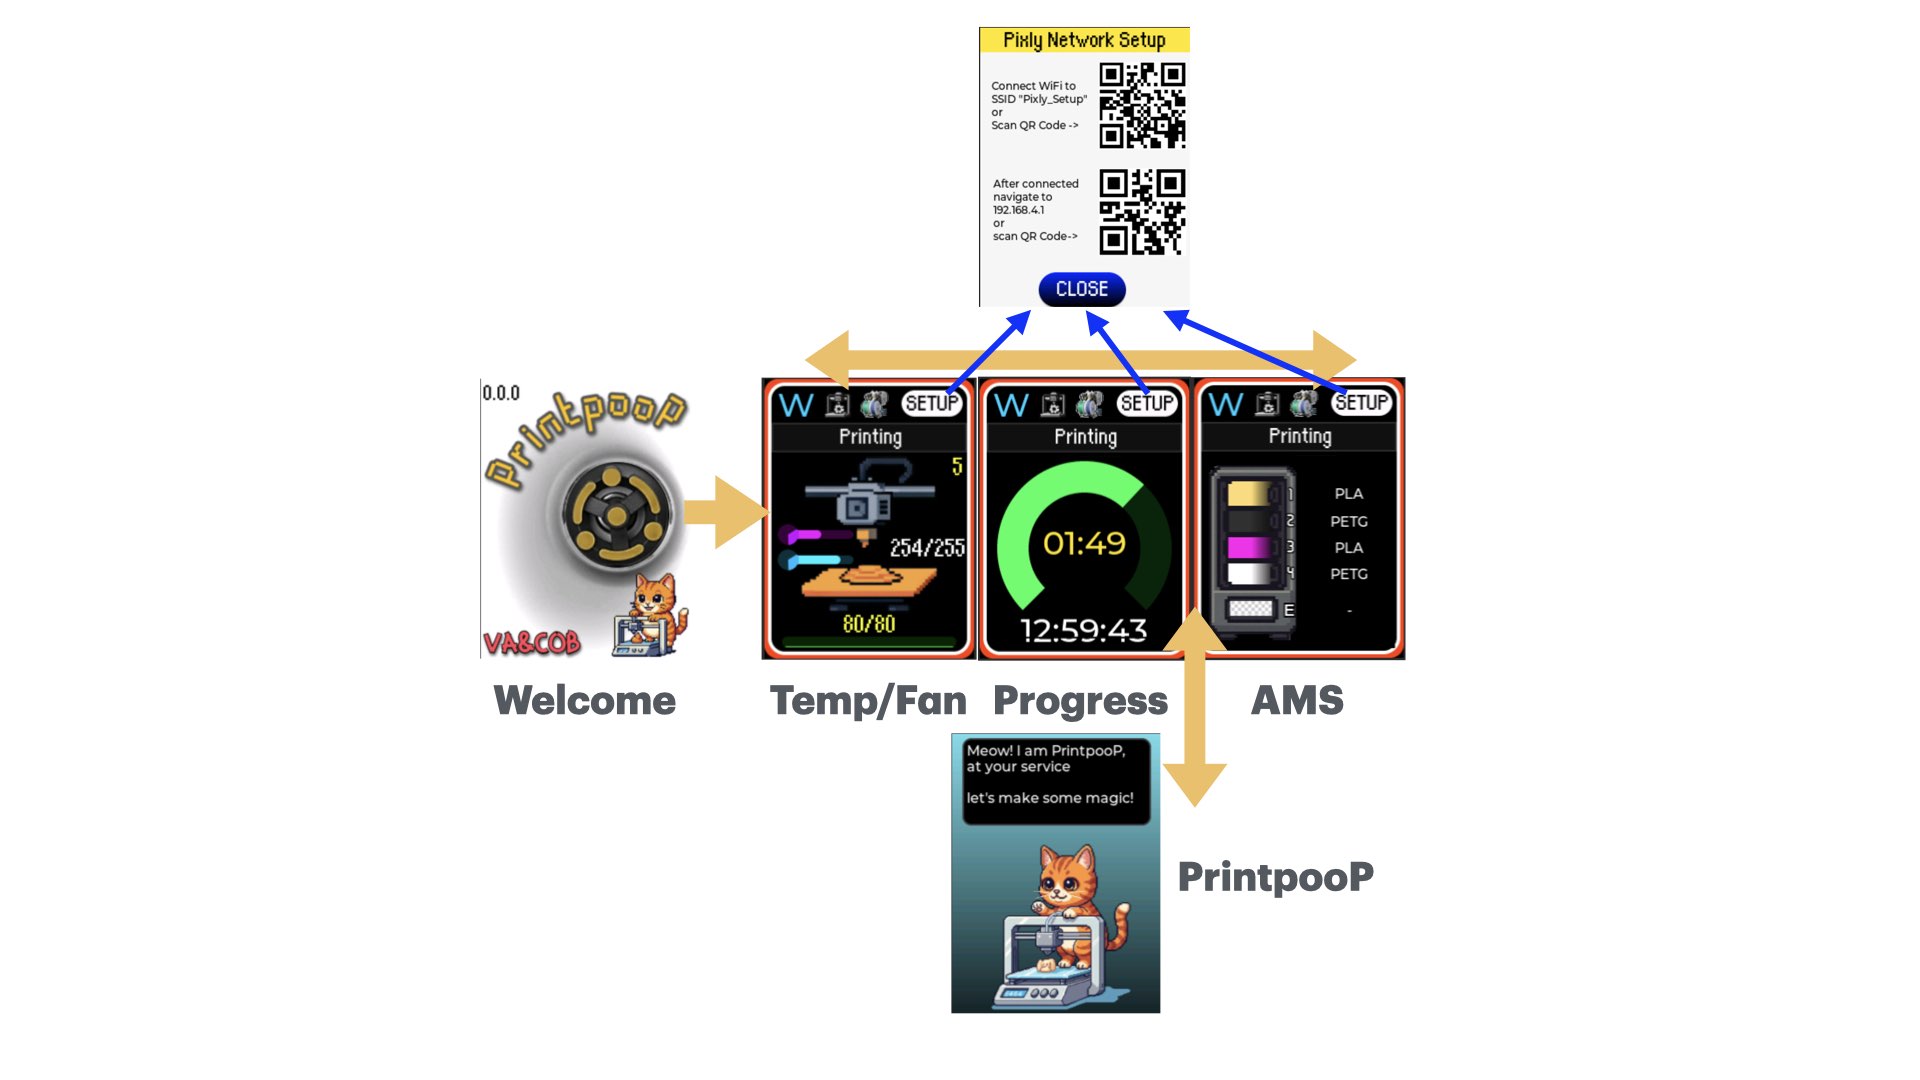 Pixly Network Setup
Connect WiFi to
SSID "Pixly_Setup"
or
Scan QR Code ->
After connected
navigate to
192.168.4.1
or
scan QR Code->
CLOSE
0.0.0
PrintpooP
VA&COB
Welcome
W
SETUP
Printing
5
254/255
80/80
Temp/Fan
W
SETUP
Printing
01:49
12:59:43
Progress
W
SETUP
Printing
1 PLA
2 PETG
3 PLA
4 PETG
E -
AMS
Meow! I am PrintpooP,
at your service
let's make some magic!
PrintpooP